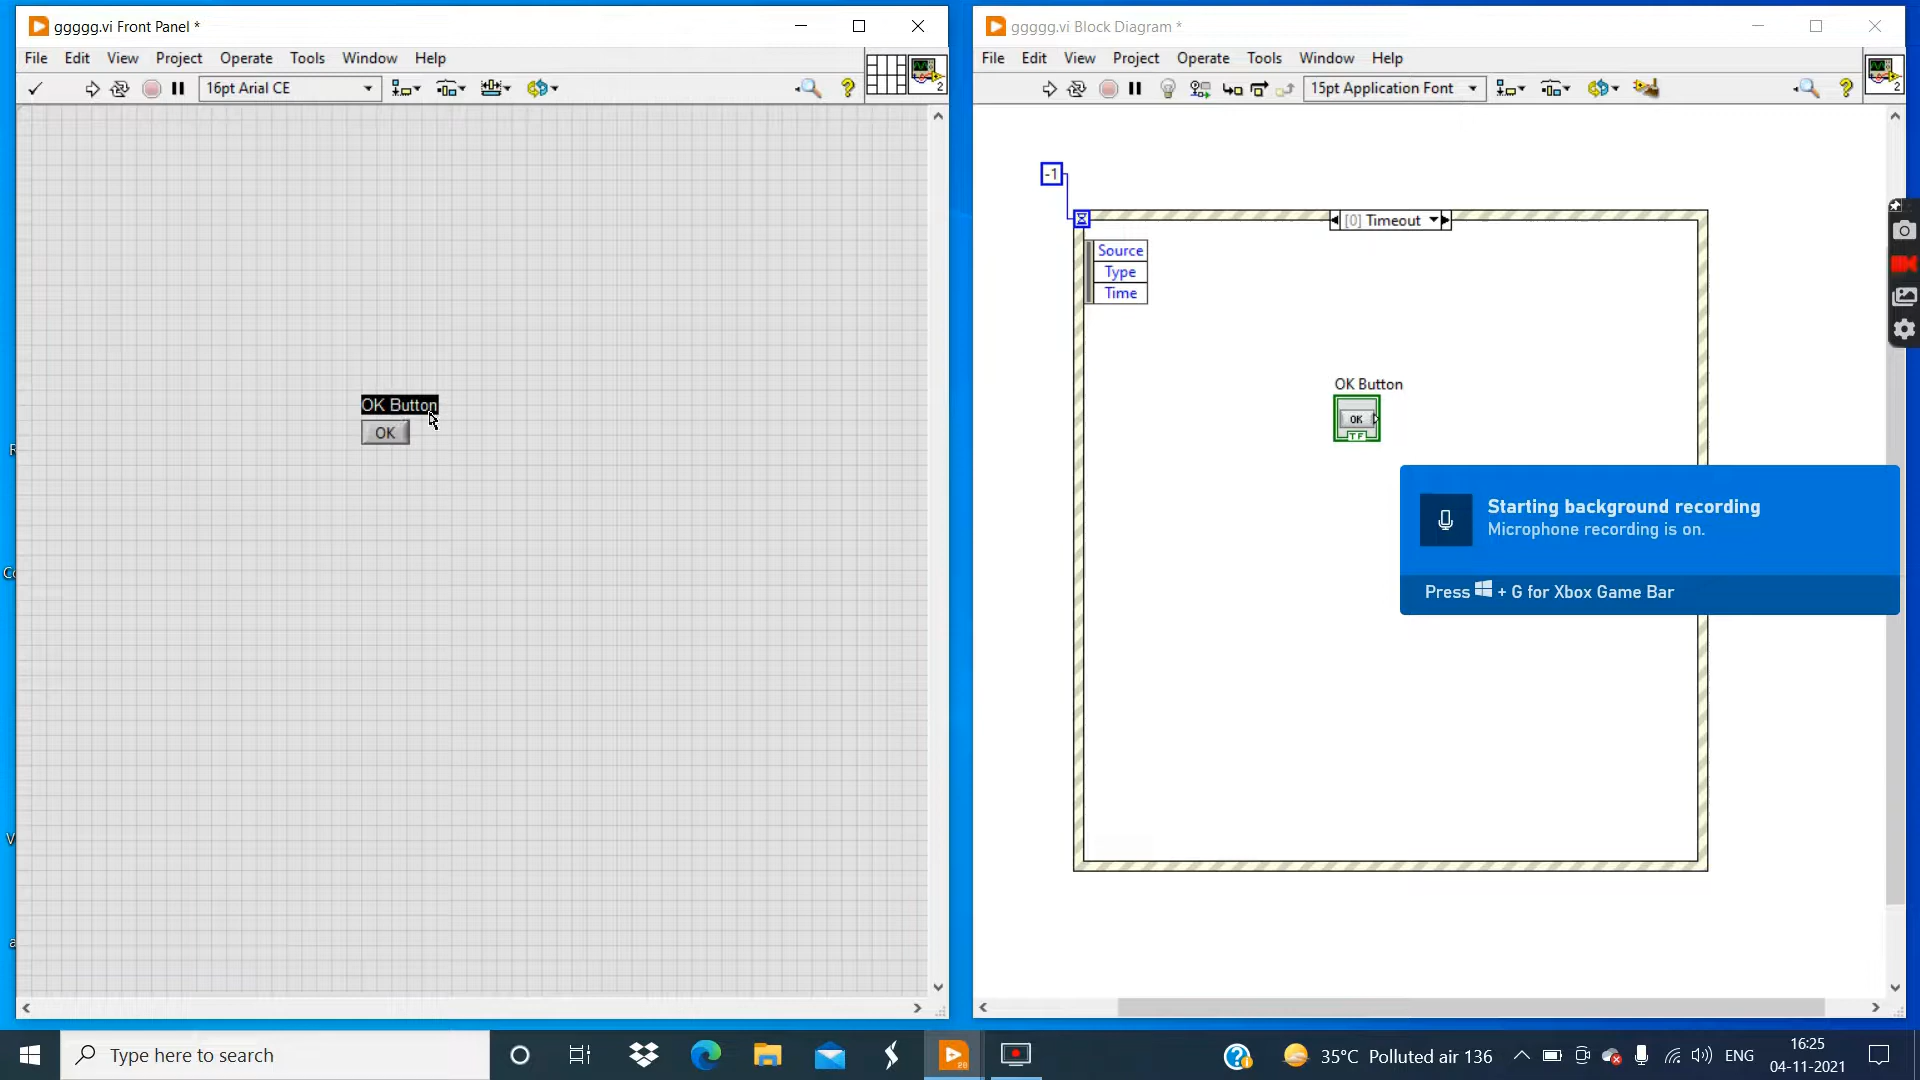 ggggg.vi Front Panel *
File Edit View Project Operate Tools Window Help
16pt Arial CE
2
OK Button
OK
ggggg.vi Block Diagram *
File Edit View Project Operate Tools Window Help
15pt Application Font
2
-1
[0] Timeout
Source
Type
Time
OK Button
OK
TF
Starting background recording
Microphone recording is on.
Press + G for Xbox Game Bar
Type here to search
35°C Polluted air 136
ENG
16:25
04-11-2021